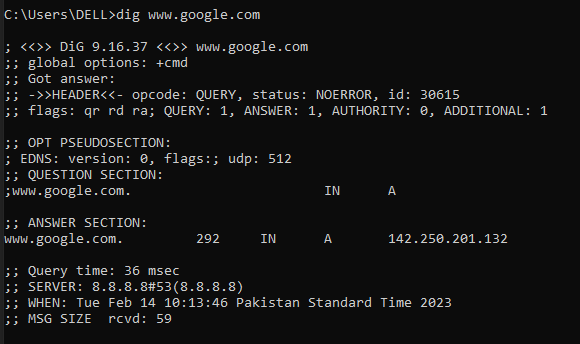 C:\Users\DELL>dig www.google.com
; <<>> DiG 9.16.37 <<>> www.google.com
;; global options: +cmd
;; Got answer:
;; ->>HEADER<<- opcode: QUERY, status: NOERROR, id: 30615
;; flags: qr rd ra; QUERY: 1, ANSWER: 1, AUTHORITY: 0, ADDITIONAL: 1
;; OPT PSEUDOSECTION:
; EDNS: version: 0, flags:; udp: 512
;; QUESTION SECTION:
;www.google.com. IN A
;; ANSWER SECTION:
www.google.com. 292 IN A 142.250.201.132
;; Query time: 36 msec
;; SERVER: 8.8.8.8#53(8.8.8.8)
;; WHEN: Tue Feb 14 10:13:46 Pakistan Standard Time 2023
;; MSG SIZE rcvd: 59